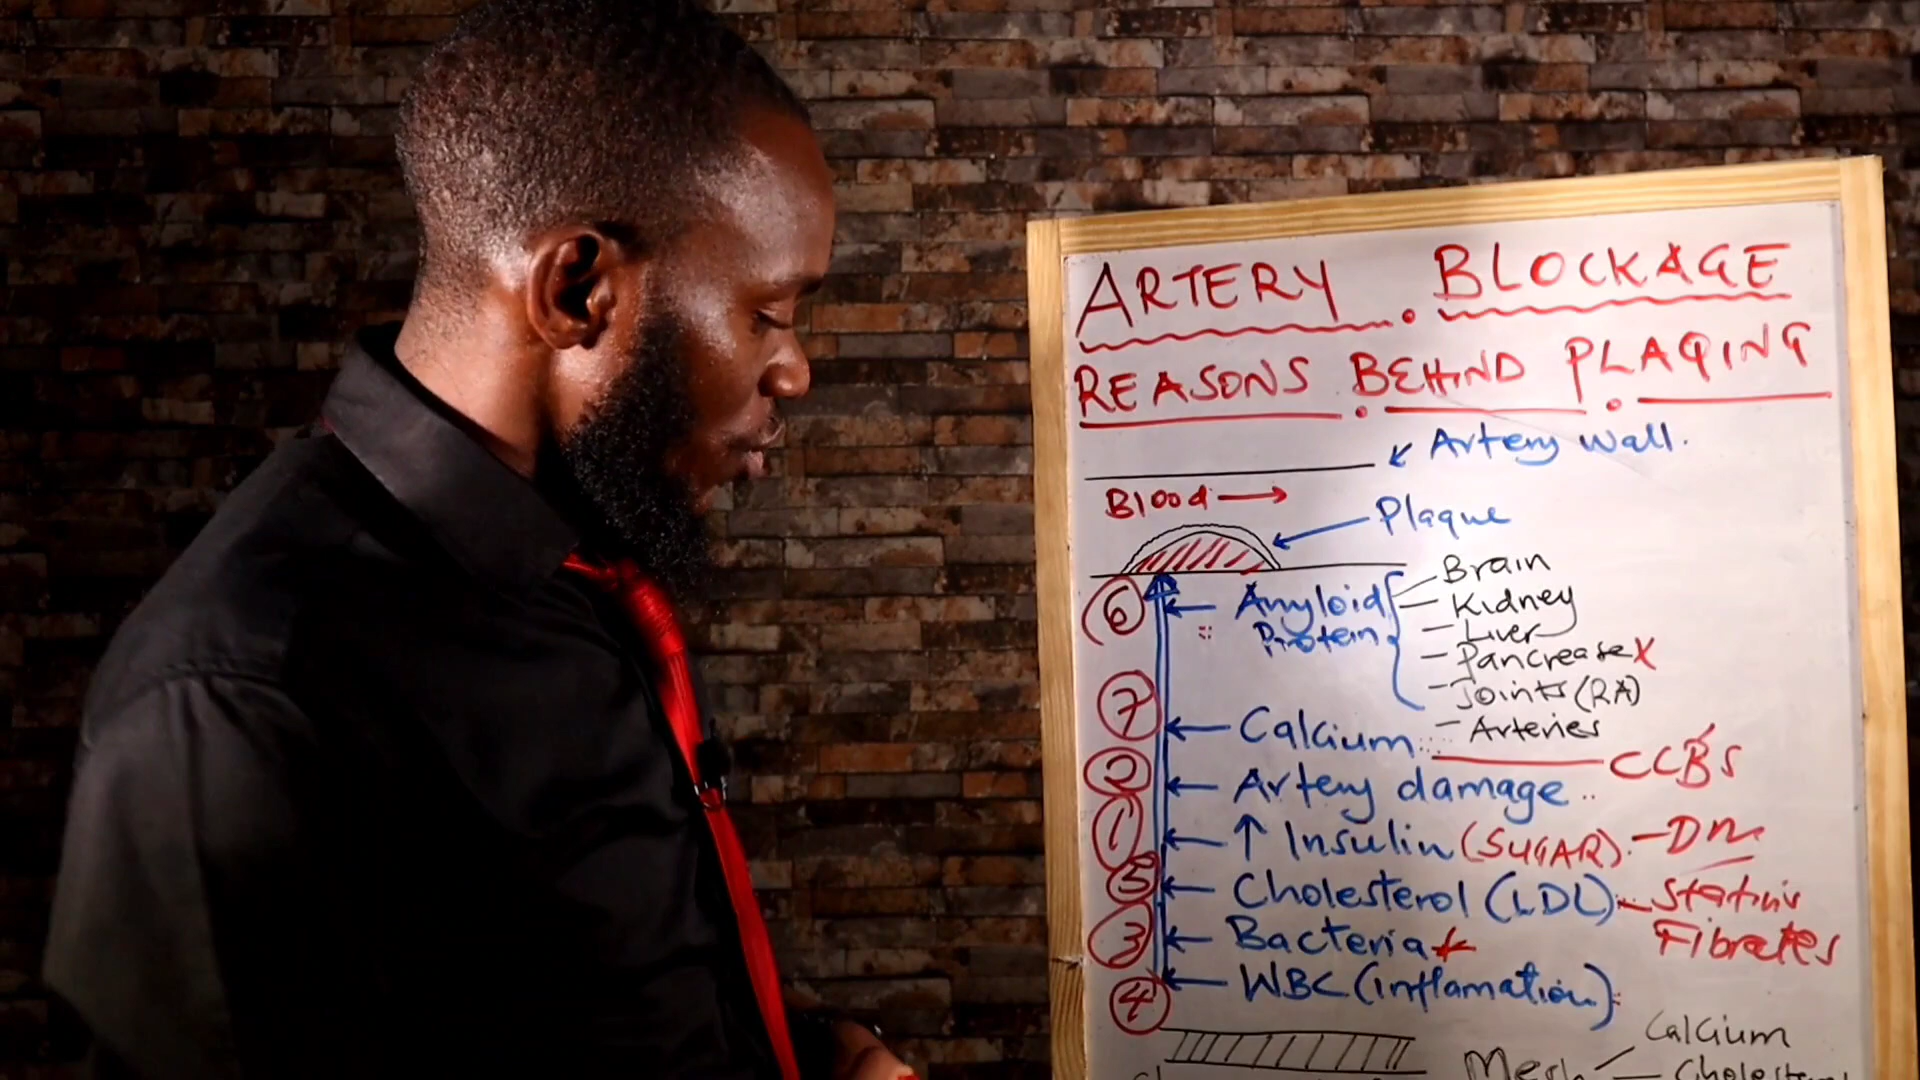 ARTERY BLOCKAGE
REASONS BEHIND PLAQING
Artery wall.
Blood
Plaque
6 Amyloid Protein
- Brain
- Kidney
- Liver
- Pancrease X
- Joints (RA)
- Arteries
7 Calcium CCB's
2 Artery damage ..
1 ↑ Insulin (SUGAR). - DM
5 Cholesterol (LDL) - Statins
Fibrates
3 Bacteria
4 WBC (inflamation)
Calcium
Mesh